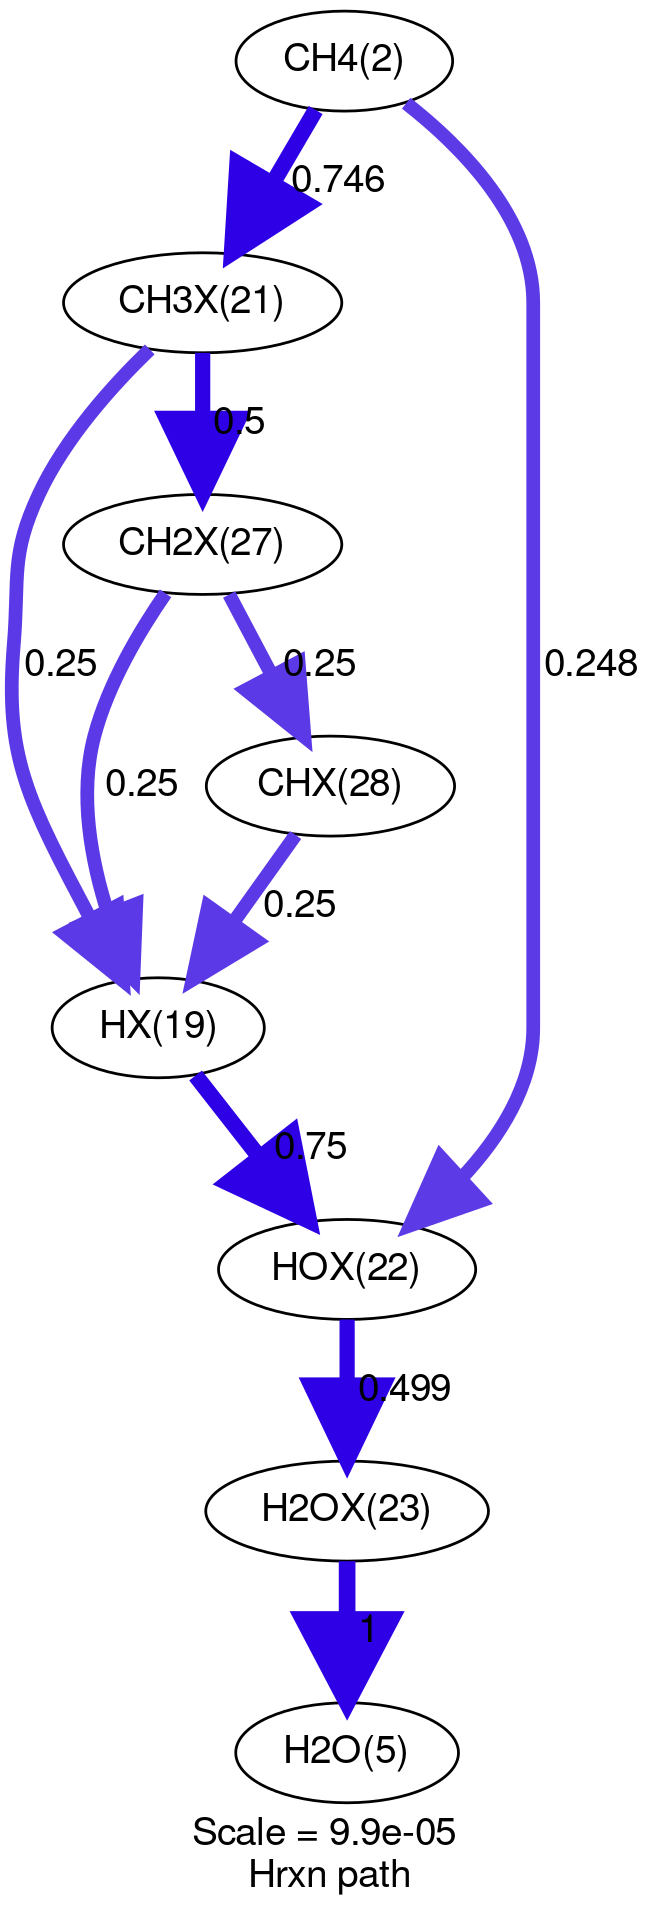 CH4(2)
0.746
CH3X(21)
0.5
CH2X(27)
0.25
0.25
0.248
CHX(28)
0.25
0.25
HX(19)
0.75
HOX(22)
0.499
H2OX(23)
1
H2O(5)
Scale = 9.9e-05
Hrxn path